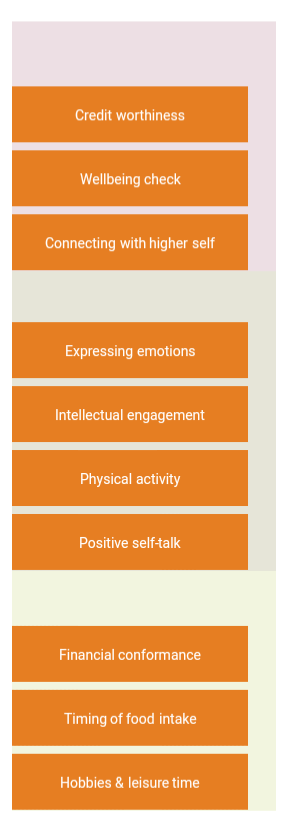 Credit worthiness
Wellbeing check
Connecting with higher self
Expressing emotions
Intellectual engagement
Physical activity
Positive self-talk
Financial conformance
Timing of food intake
Hobbies & leisure time